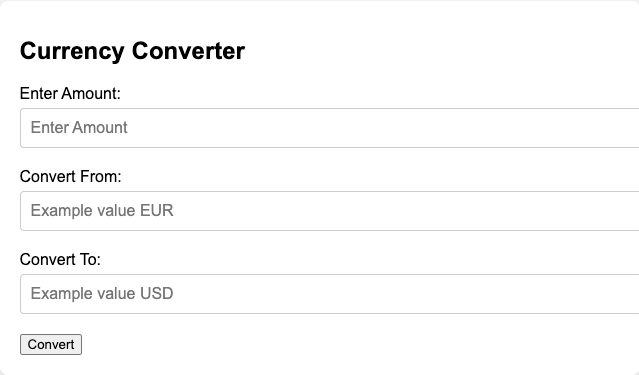 Currency Converter
Enter Amount:
Enter Amount
Convert From:
Example value EUR
Convert To:
Example value USD
Convert